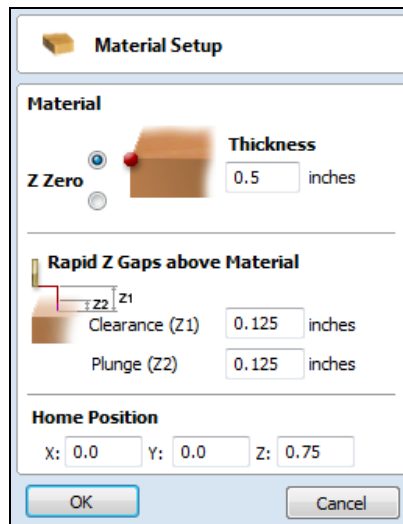 Material Setup
Material
Thickness
Z Zero
0.5 inches
Rapid Z Gaps above Material
Z1
Z2
Clearance (Z1) 0.125 inches
Plunge (Z2) 0.125 inches
Home Position
X: 0.0 Y: 0.0 Z: 0.75
OK Cancel